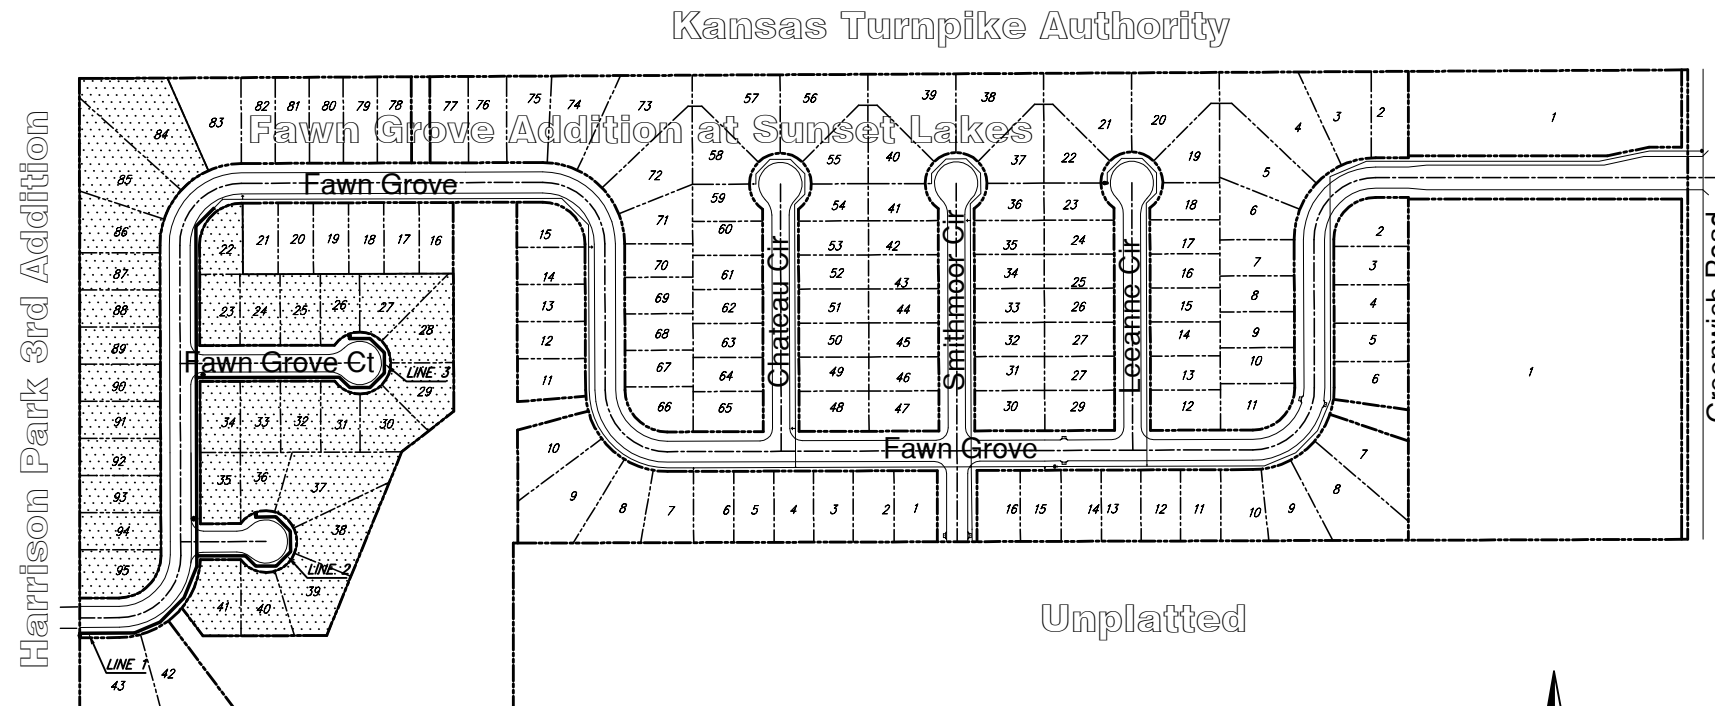 Kansas Turnpike Authority
Harrison Park 3rd Addition
Fawn Grove Addition at Sunset Lakes
82 81 80 79 78 77 76 75 74 73 57 56 39 38 3 2 1
84 83 21 20 4
85 72 58 55 40 37 22 19 5
Fawn Grove
86 71 59 54 41 36 23 18 6
60
22 21 20 19 18 17 16 15 53 42 35 24 17 2
87 14 70 61 52 43 34 25 16 7 3
88 23 24 25 26 27 13 69 62 51 44 33 26 15 8 4
89 28 12 68 63 50 45 32 27 14 9 5
Fawn Grove Ct
Chateau Cir
Smithmoor Cir
Leeanne Cir
Greenwich Road
LINE 3
90 29 11 67 64 49 46 31 27 13 10 6 1
91 34 33 32 31 30 66 65 48 47 30 29 12 11
Fawn Grove
92 35 36 37 10 7
93 9 8 7 6 5 4 3 2 1 16 15 14 13 12 11 10 9 8
94 38
95
LINE 2
39
41 40
Unplatted
LINE 1
43 42